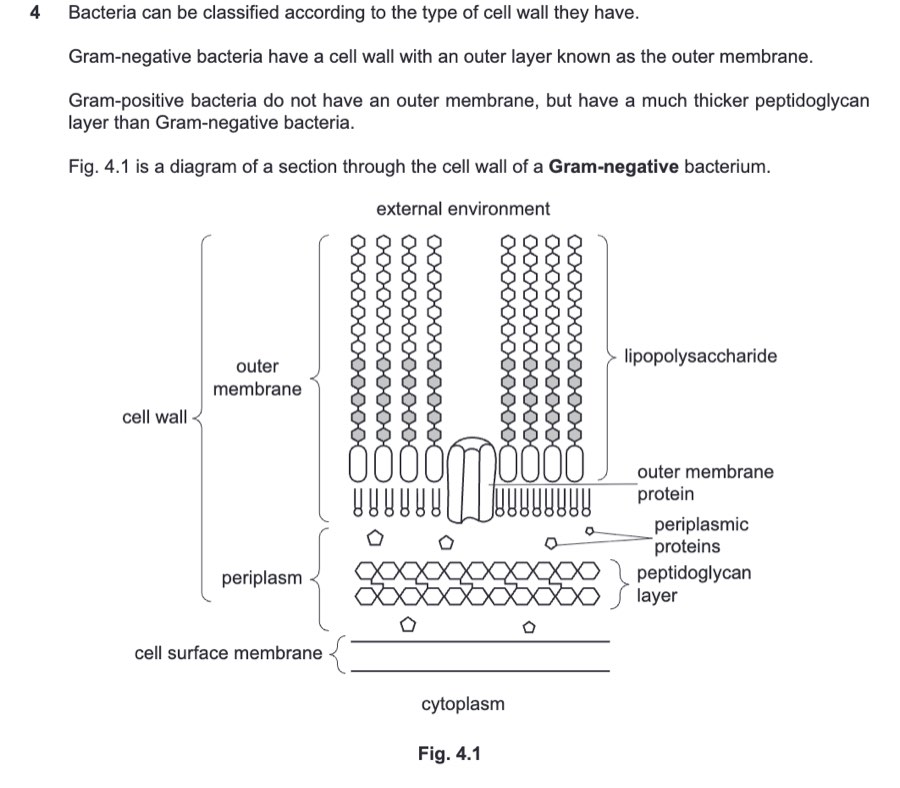 4 Bacteria can be classified according to the type of cell wall they have.
Gram-negative bacteria have a cell wall with an outer layer known as the outer membrane.
Gram-positive bacteria do not have an outer membrane, but have a much thicker peptidoglycan
layer than Gram-negative bacteria.
Fig. 4.1 is a diagram of a section through the cell wall of a Gram-negative bacterium.
external environment
lipopolysaccharide
outer
membrane
cell wall
outer membrane
protein
periplasmic
proteins
periplasm
peptidoglycan
layer
cell surface membrane
cytoplasm
Fig. 4.1